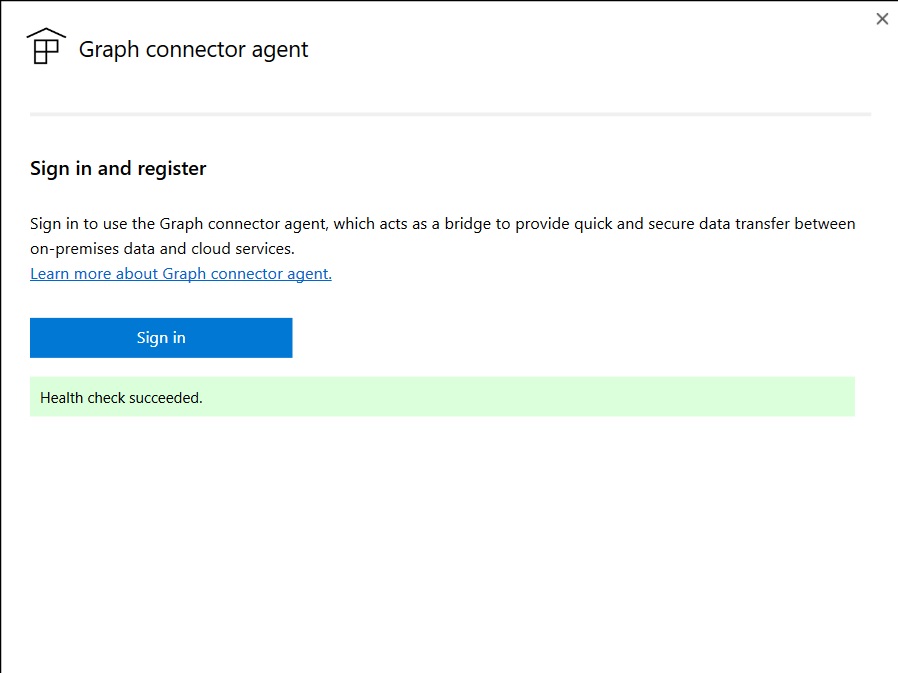 Graph connector agent
Sign in and register
Sign in to use the Graph connector agent, which acts as a bridge to provide quick and secure data transfer between
on-premises data and cloud services.
Learn more about Graph connector agent.
Sign in
Health check succeeded.